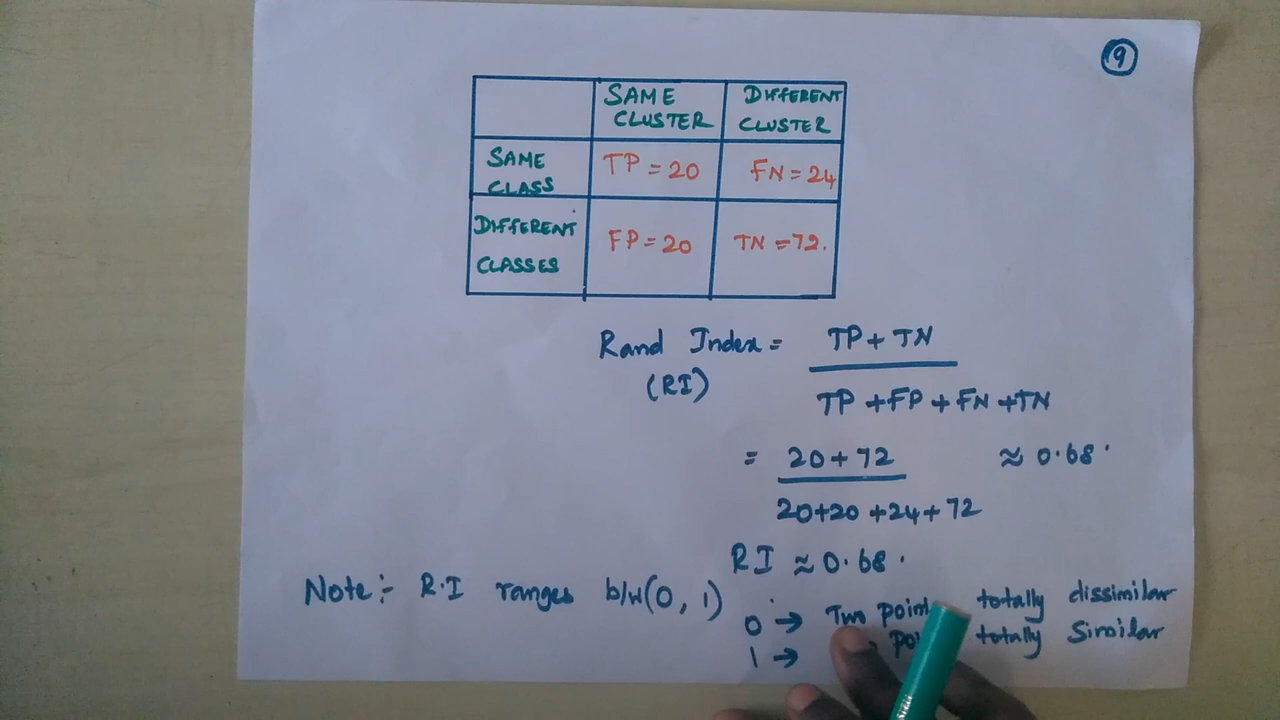 9
SAME CLUSTER
DIFFERENT CLUSTER
SAME CLASS
TP = 20
FN = 24
DIFFERENT CLASSES
FP = 20
TN = 72.
Rand Index = TP + TN
(RI)
TP + FP + FN + TN
= 20 + 72 ≈ 0.68.
20+20 +24+ 72
RI ≈ 0.68.
Note :- R.I ranges b/w (0, 1)
0 → Two totally dissimilar
1 → totally Similar